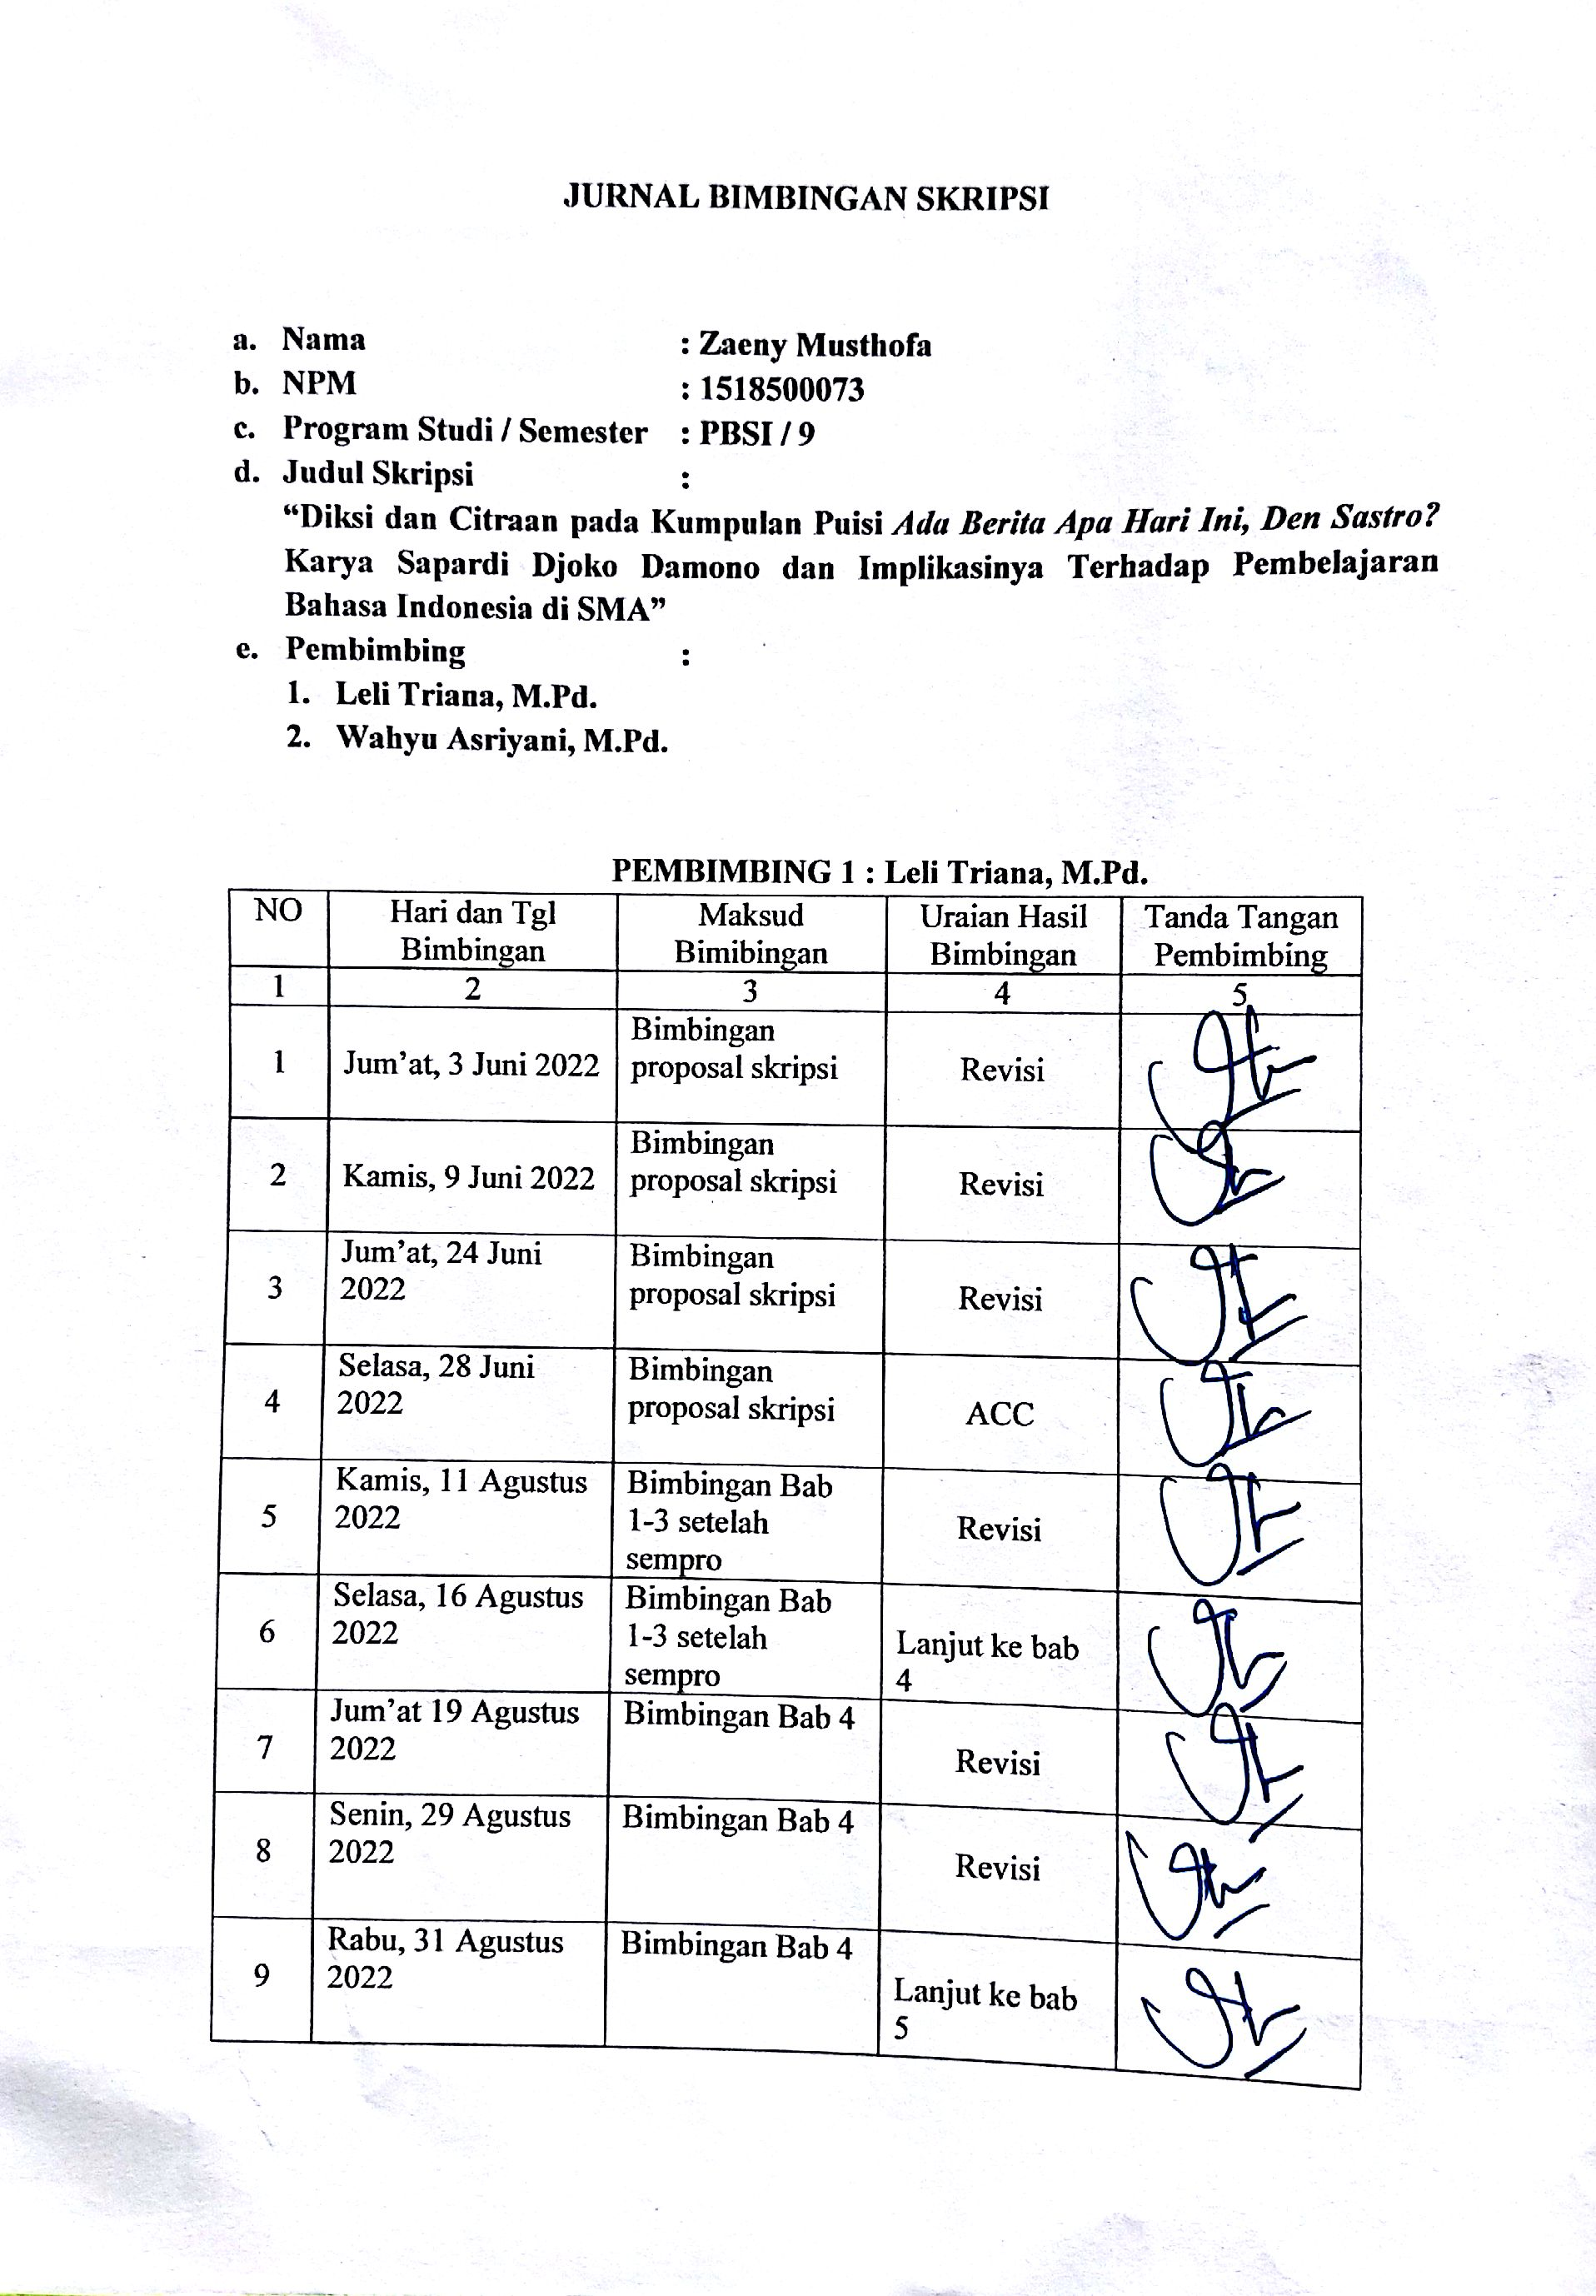 JURNAL BIMBINGAN SKRIPSI
a. Nama : Zaeny Musthofa
b. NPM : 1518500073
c. Program Studi / Semester : PBSI / 9
d. Judul Skripsi :
“Diksi dan Citraan pada Kumpulan Puisi Ada Berita Apa Hari Ini, Den Sastro?
Karya Sapardi Djoko Damono dan Implikasinya Terhadap Pembelajaran
Bahasa Indonesia di SMA”
e. Pembimbing :
1. Leli Triana, M.Pd.
2. Wahyu Asriyani, M.Pd.
PEMBIMBING 1 : Leli Triana, M.Pd.
NO Hari dan Tgl Maksud Uraian Hasil Tanda Tangan
Bimbingan Bimibingan Bimbingan Pembimbing
1 2 3 4 5
Bimbingan
1 Jum’at, 3 Juni 2022 proposal skripsi Revisi
Bimbingan
2 Kamis, 9 Juni 2022 proposal skripsi Revisi
Jum’at, 24 Juni Bimbingan
3 2022 proposal skripsi Revisi
Selasa, 28 Juni Bimbingan
4 2022 proposal skripsi ACC
Kamis, 11 Agustus Bimbingan Bab
5 2022 1-3 setelah Revisi
sempro
Selasa, 16 Agustus Bimbingan Bab
6 2022 1-3 setelah Lanjut ke bab
sempro 4
Jum’at 19 Agustus Bimbingan Bab 4
7 2022 Revisi
Senin, 29 Agustus Bimbingan Bab 4
8 2022 Revisi
Rabu, 31 Agustus Bimbingan Bab 4
9 2022 Lanjut ke bab
5